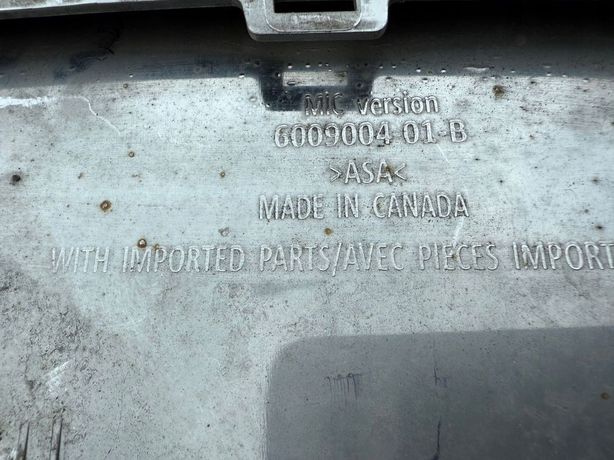 MIC version
6009004 01-B
>ASA<
MADE IN CANADA
WITH IMPORTED PARTS/AVEC PIECES IMPORT